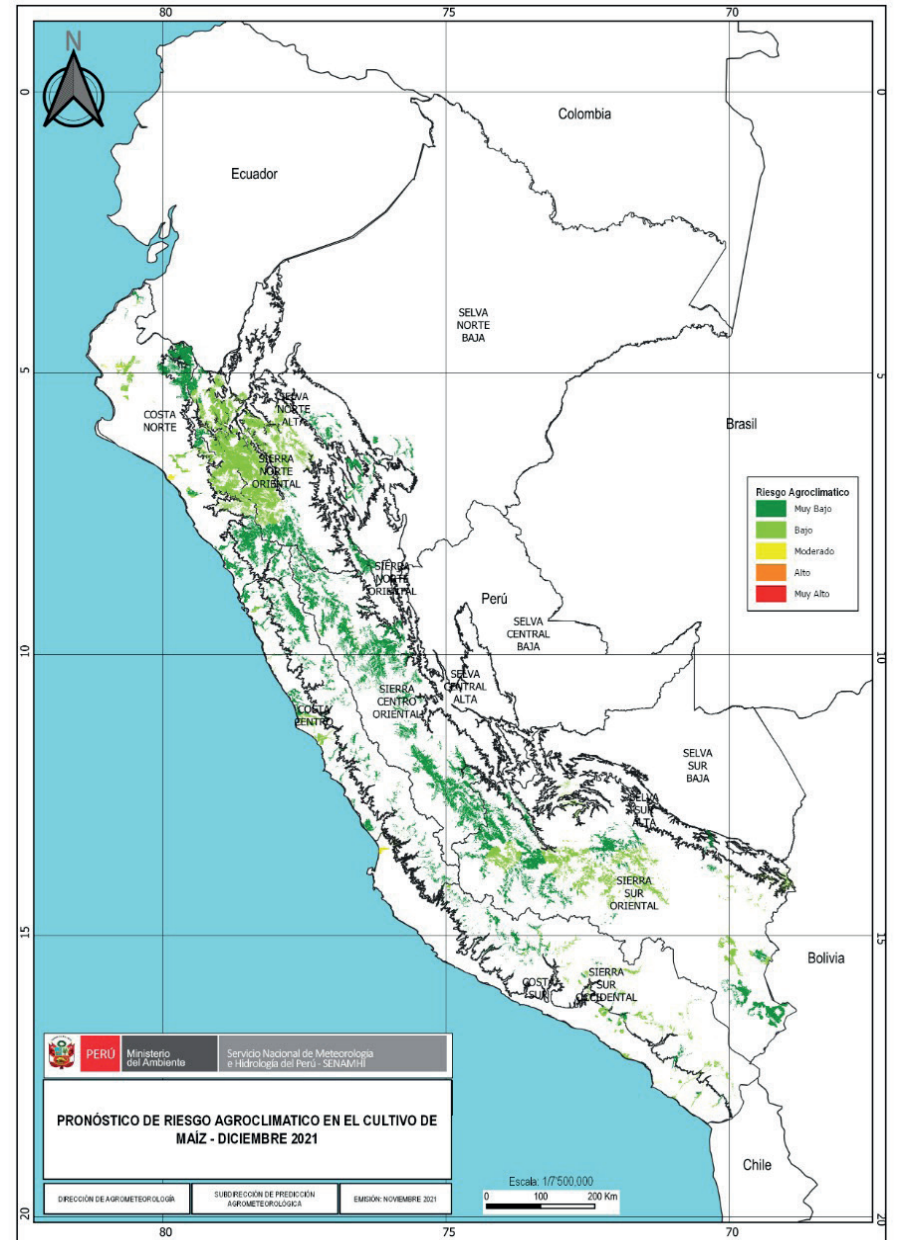 80
75
70
N
0
0
Colombia
Ecuador
SELVA
NORTE
BAJA
5
5
COSTA
NORTE
SELVA
NORTE
ALTA
Brasil
SIERRA
NORTE
ORIENTAL
Riesgo Agroclimatico
Muy Bajo
Bajo
Moderado
Alto
Muy Alto
SIERRA
NORTE
ORIENTAL
Perú
SELVA
CENTRAL
BAJA
10
10
SELVA
CENTRAL
ALTA
SIERRA
CENTRO
ORIENTAL
COSTA
CENTRO
SELVA
SUR
BAJA
SELVA
SUR
ALTA
SIERRA
SUR
ORIENTAL
15
15
Bolivia
COSTA
SUR
SIERRA
SUR
OCCIDENTAL
PERÚ
Ministerio
del Ambiente
Servicio Nacional de Meteorología
e Hidrología del Perú - SENAMHI
PRONÓSTICO DE RIESGO AGROCLIMATICO EN EL CULTIVO DE
MAÍZ - DICIEMBRE 2021
DIRECCIÓN DE AGROMETEOROLOGÍA
SUBDIRECCIÓN DE PREDICCIÓN
AGROMETEOROLÓGICA
EMISIÓN: NOVIEMBRE 2021
Escala: 1/7'500.000
0 100 200 Km
Chile
20
20
80
75
70